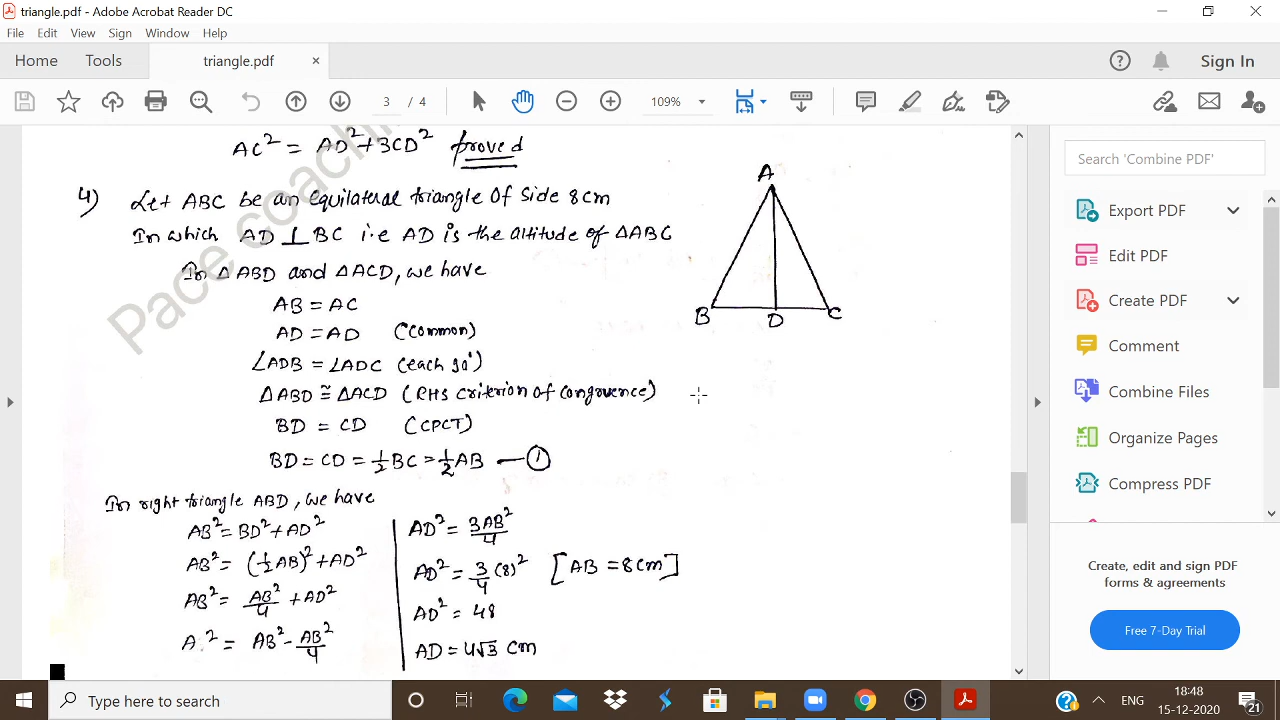 triangle.pdf - Adobe Acrobat Reader DC
File Edit View Sign Window Help
Home Tools triangle.pdf × Sign In
3 / 4 109%
AC² = AD²+3CD² proved
4) Let ABC be an equilateral triangle of side 8cm
In which AD ⊥ BC i.e AD is the altitude of ΔABC
In ΔABD and ΔACD, we have
AB = AC
AD = AD (common)
∠ADB = ∠ADC (each 90°)
ΔABD ≅ ΔACD (RHS criterion of congruence)
BD = CD (CPCT)
BD = CD = ½BC = ½AB — ①
In right triangle ABD, we have
AB² = BD² + AD²
AB² = (½AB)² + AD²
AB² = AB²/4 + AD²
A ² = AB² - AB²/4
AD² = 3AB²/4
AD² = 3/4 (8)² [AB = 8cm]
AD² = 48
AD = 4√3 cm
A
B D C
Pace coachin
Search 'Combine PDF'
Export PDF
Edit PDF
Create PDF
Comment
Combine Files
Organize Pages
Compress PDF
Create, edit and sign PDF
forms & agreements
Free 7-Day Trial
Type here to search
ENG
18:48
15-12-2020
21